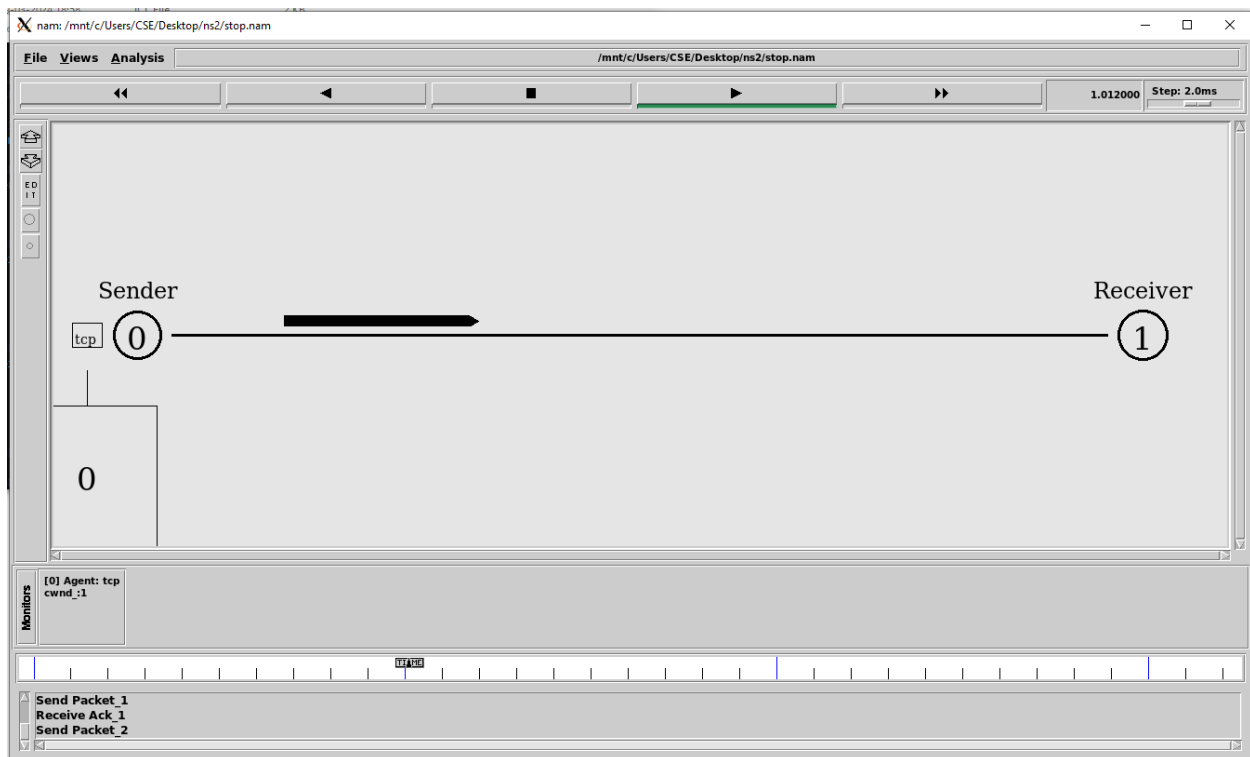 nam: /mnt/c/Users/CSE/Desktop/ns2/stop.nam
File Views Analysis /mnt/c/Users/CSE/Desktop/ns2/stop.nam
1.012000 Step: 2.0ms
ED
IT
Sender
Receiver
tcp 0 1
0
Monitors
[0] Agent: tcp
cwnd_:1
TIME
Send Packet_1
Receive Ack_1
Send Packet_2